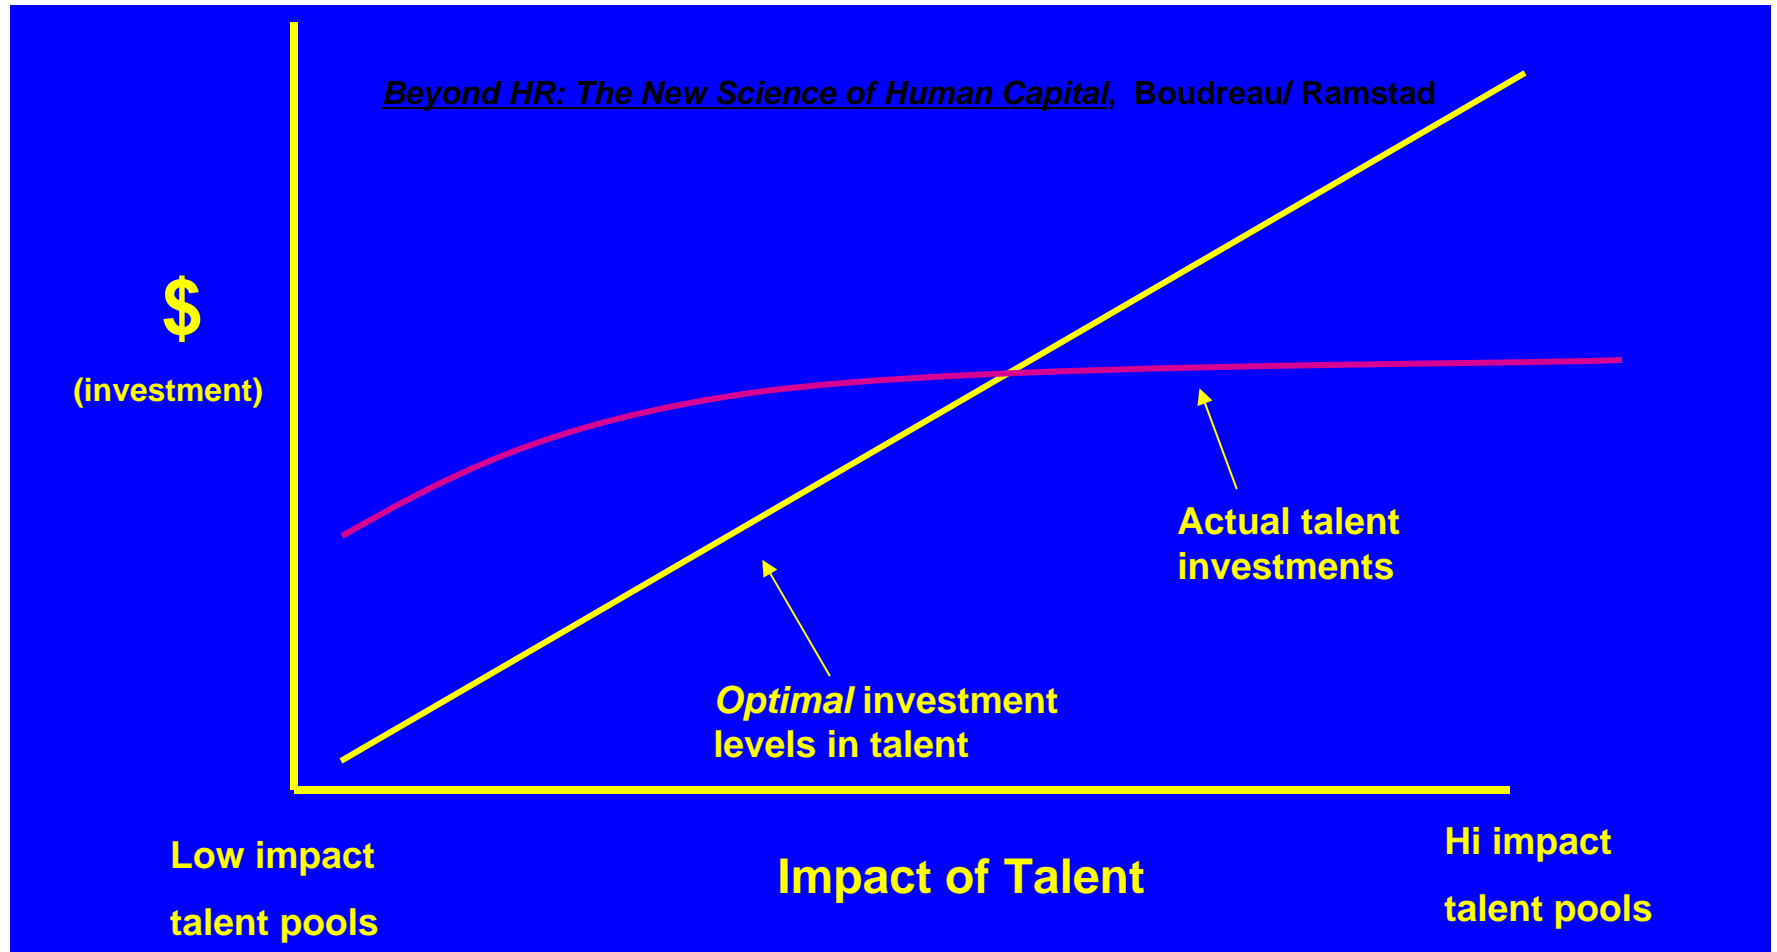 Beyond HR: The New Science of Human Capital, Boudreau/ Ramstad
$
(investment)
Actual talent
investments
Optimal investment
levels in talent
Low impact
talent pools
Impact of Talent
Hi impact
talent pools